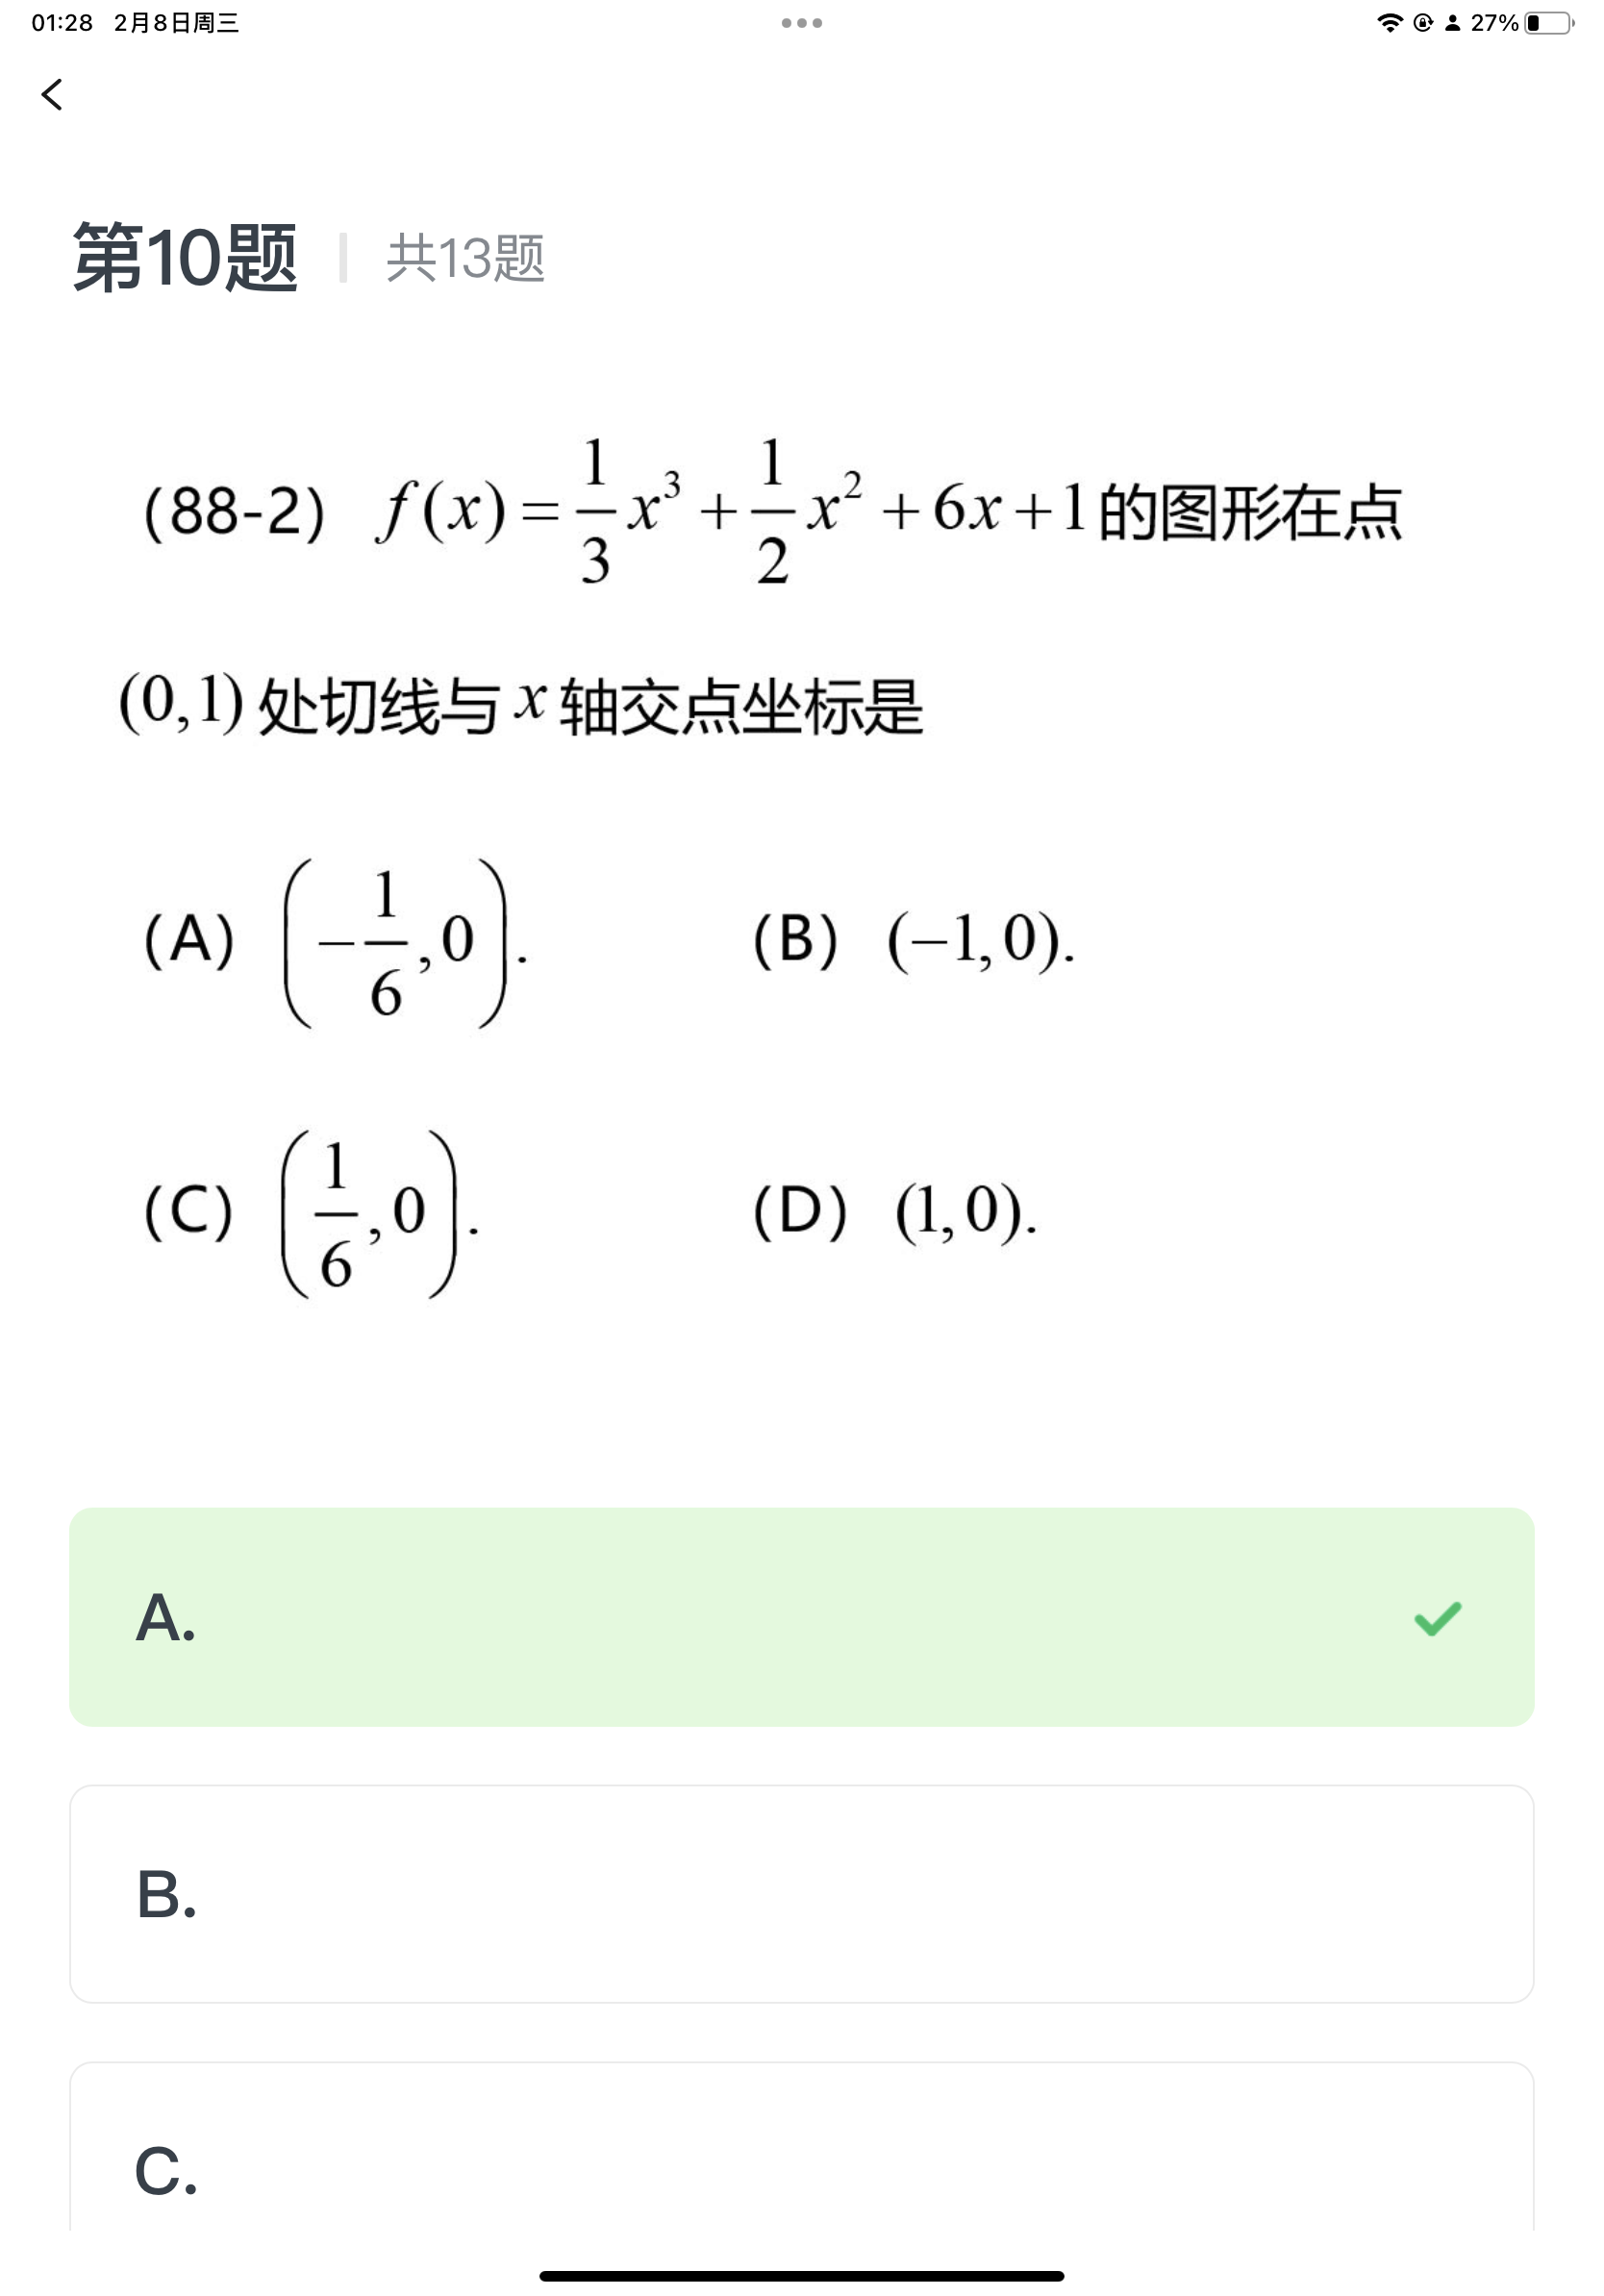 01:28 2月8日周三
27%
第10题 | 共13题
(88-2) f(x)=\frac{1}{3}x^3+\frac{1}{2}x^2+6x+1的图形在点
(0,1)处切线与x轴交点坐标是
(A) \left(-\frac{1}{6},0\right). (B) (-1,0).
(C) \left(\frac{1}{6},0\right). (D) (1,0).
A.
B.
C.